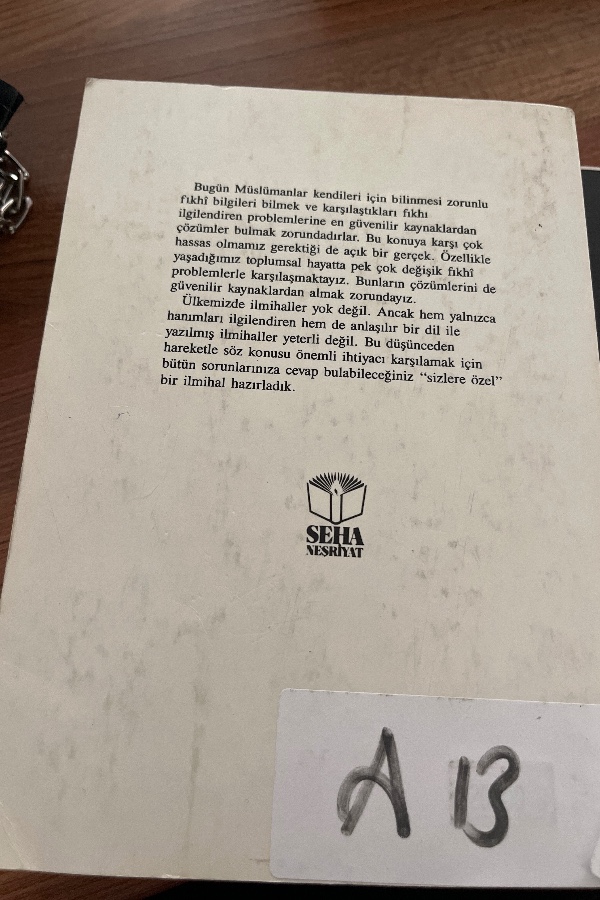 Bugün Müslümanlar kendileri için bilinmesi zorunlu
fıkhî bilgileri bilmek ve karşılaştıkları fıkhı
ilgilendiren problemlerine en güvenilir kaynaklardan
çözümler bulmak zorundadırlar. Bu konuya karşı çok
hassas olmamız gerektiği de açık bir gerçek. Özellikle
yaşadığımız toplumsal hayatta pek çok değişik fıkhî
problemlerle karşılaşmaktayız. Bunların çözümlerini de
güvenilir kaynaklardan almak zorundayız.
Ülkemizde ilmihaller yok değil. Ancak hem yalnızca
hanımları ilgilendiren hem de anlaşılır bir dil ile
yazılmış ilmihaller yeterli değil. Bu düşünceden
hareketle söz konusu önemli ihtiyacı karşılamak için
bütün sorunlarınıza cevap bulabileceğiniz “sizlere özel”
bir ilmihal hazırladık.
SEHA
NEŞRİYAT
A 13